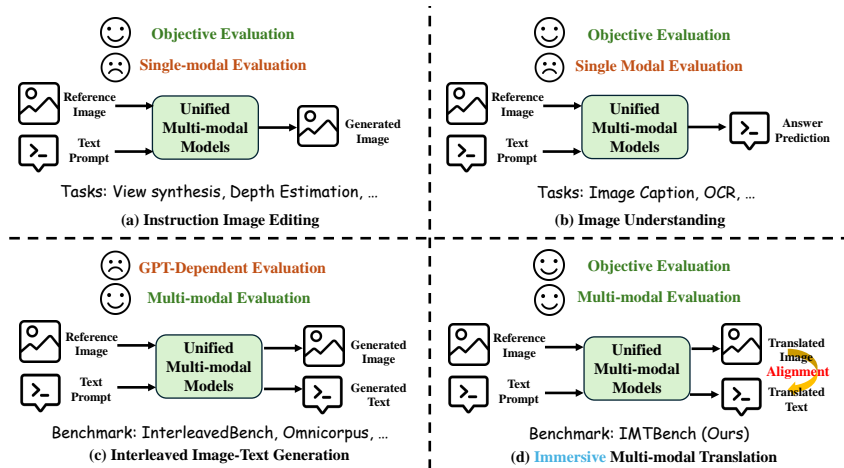 Objective Evaluation
Single-modal Evaluation
Reference
Image
Text
Prompt
Unified
Multi-modal
Models
Generated
Image
Tasks: View synthesis, Depth Estimation, ...
(a) Instruction Image Editing
Objective Evaluation
Single Modal Evaluation
Reference
Image
Text
Prompt
Unified
Multi-modal
Models
Answer
Prediction
Tasks: Image Caption, OCR, ...
(b) Image Understanding
GPT-Dependent Evaluation
Multi-modal Evaluation
Reference
Image
Text
Prompt
Unified
Multi-modal
Models
Generated
Image
Generated
Text
Benchmark: InterleavedBench, Omnicorpus, ...
(c) Interleaved Image-Text Generation
Objective Evaluation
Multi-modal Evaluation
Reference
Image
Text
Prompt
Unified
Multi-modal
Models
Translated
Image
Alignment
Translated
Text
Benchmark: IMTBench (Ours)
(d) Immersive Multi-modal Translation